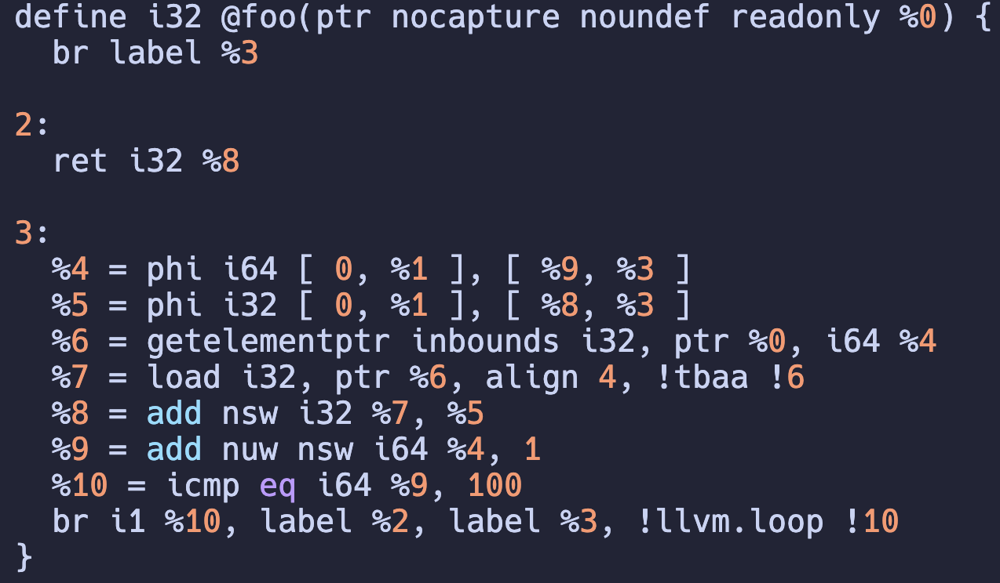 define i32 @foo(ptr nocapture noundef readonly %0) {
  br label %3

2:
  ret i32 %8

3:
  %4 = phi i64 [ 0, %1 ], [ %9, %3 ]
  %5 = phi i32 [ 0, %1 ], [ %8, %3 ]
  %6 = getelementptr inbounds i32, ptr %0, i64 %4
  %7 = load i32, ptr %6, align 4, !tbaa !6
  %8 = add nsw i32 %7, %5
  %9 = add nuw nsw i64 %4, 1
  %10 = icmp eq i64 %9, 100
  br i1 %10, label %2, label %3, !llvm.loop !10
}